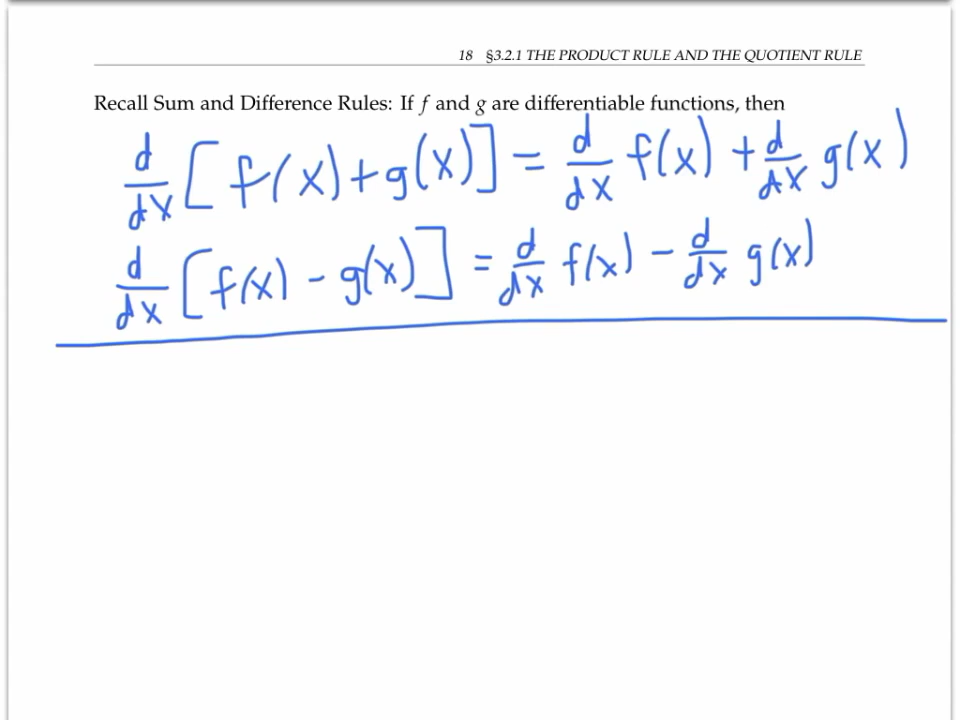 18 §3.2.1 THE PRODUCT RULE AND THE QUOTIENT RULE
Recall Sum and Difference Rules: If f and g are differentiable functions, then
d/dx [f(x)+g(x)] = d/dx f(x) + d/dx g(x)
d/dx [f(x) - g(x)] = d/dx f(x) - d/dx g(x)